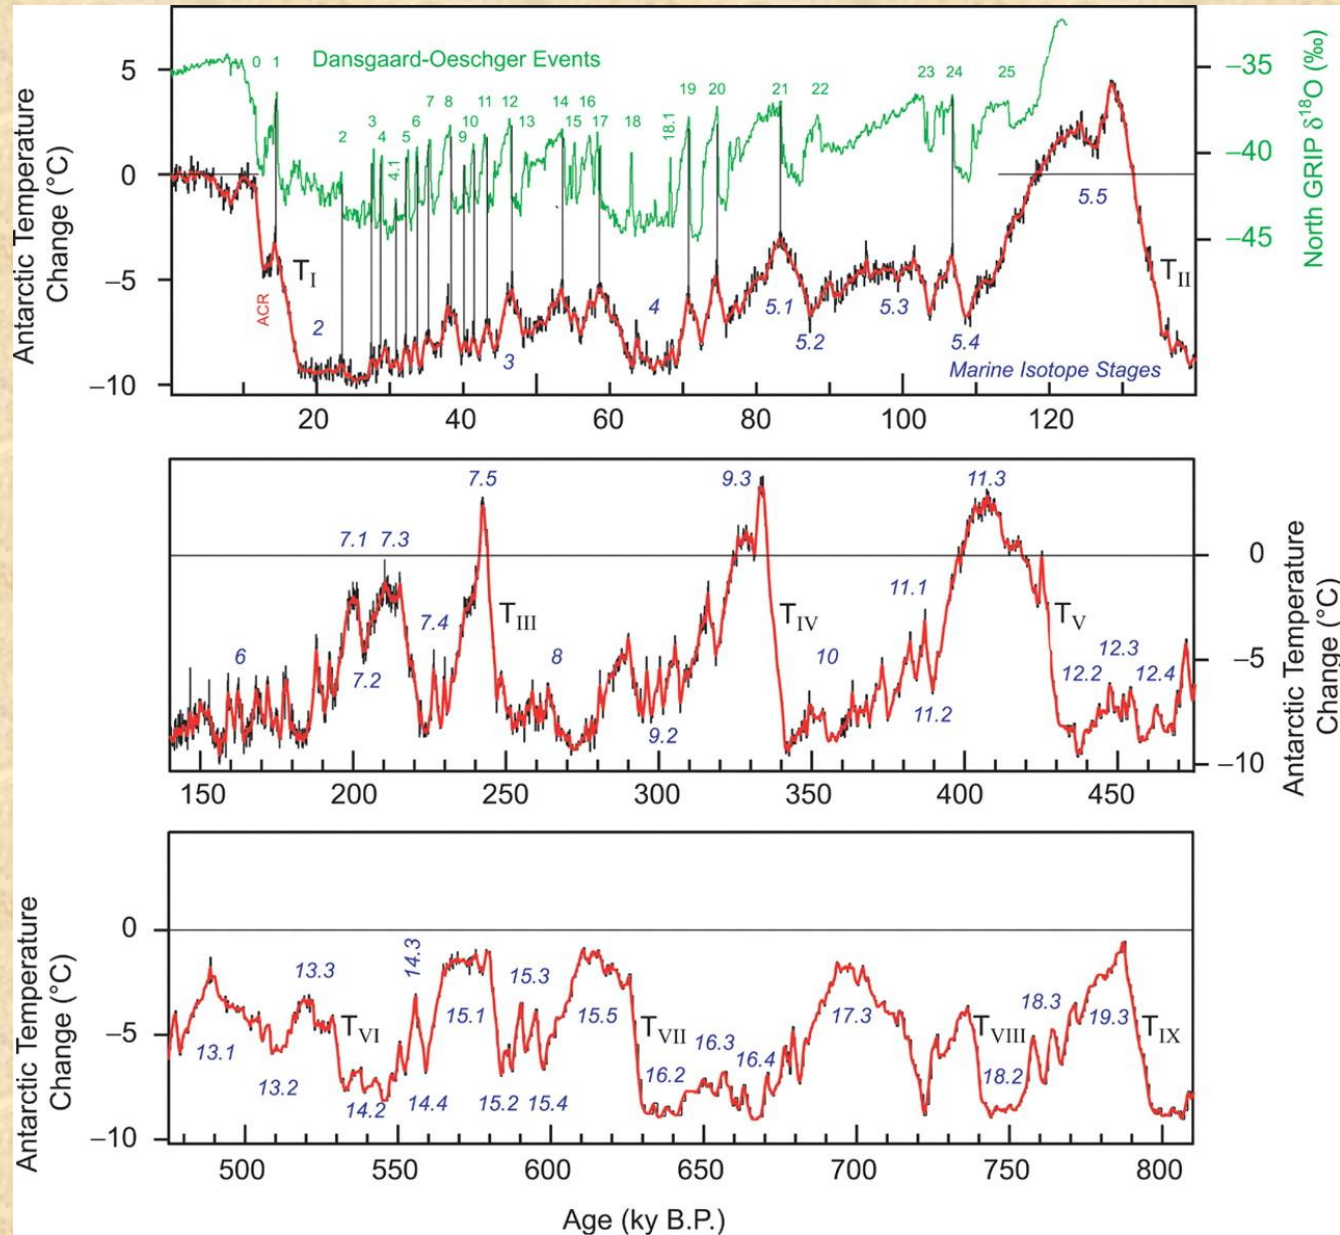 Dansgaard-Oeschger Events
0 1 2 3 4 4.1 5 6 7 8 9 10 11 12 13 14 15 16 17 18 18.1 19 20 21 22 23 24 25
5
0
−5
−10
Antarctic Temperature
Change (°C)
−35
−40
−45
North GRIP δ18O (‰)
ACR
TI
TII
2
3
4
5.1
5.2
5.3
5.4
5.5
Marine Isotope Stages
20 40 60 80 100 120
6
7.1
7.2
7.3
7.4
7.5
TIII
8
9.2
9.3
TIV
10
11.1
11.2
11.3
TV
12.2
12.3
12.4
0
−5
−10
Antarctic Temperature
Change (°C)
150 200 250 300 350 400 450
0
−5
−10
Antarctic Temperature
Change (°C)
13.1
13.2
13.3
TVI
14.2
14.3
14.4
15.1
15.2
15.3
15.4
15.5
TVII
16.2
16.3
16.4
17.3
TVIII
18.2
18.3
19.3
TIX
500 550 600 650 700 750 800
Age (ky B.P.)